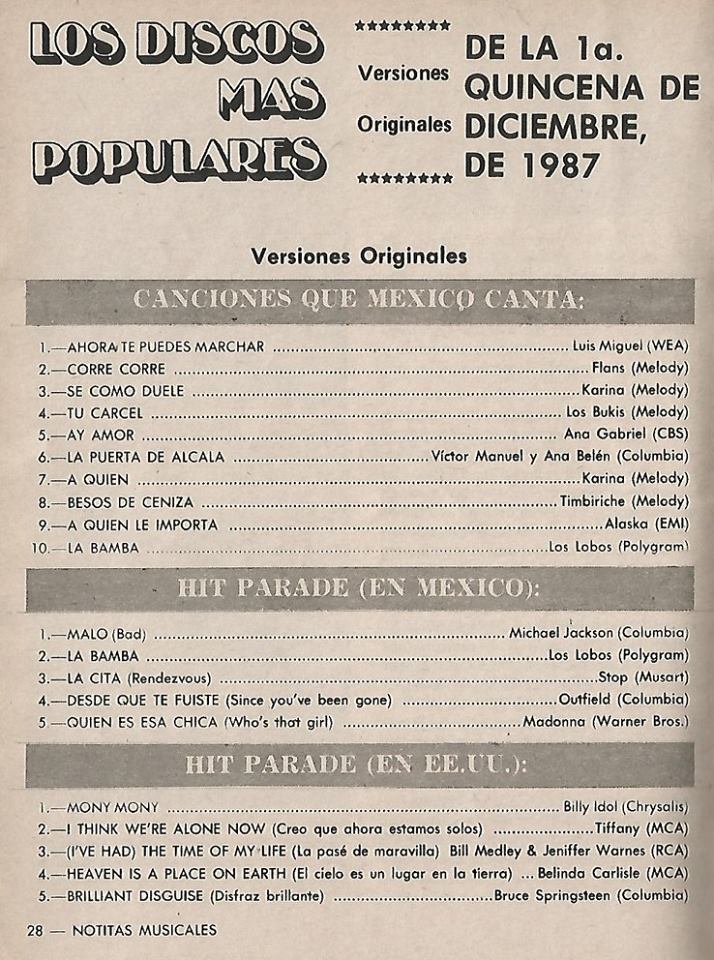 LOS DISCOS
MAS
POPULARES
Versiones
Originales
DE LA 1a.
QUINCENA DE
DICIEMBRE,
DE 1987
Versiones Originales
CANCIONES QUE MEXICO CANTA:
1.—AHORA TE PUEDES MARCHAR ........ Luis Miguel (WEA)
2.—CORRE CORRE ........ Flans (Melody)
3.—SE COMO DUELE ........ Karina (Melody)
4.—TU CARCEL ........ Los Bukis (Melody)
5.—AY AMOR ........ Ana Gabriel (CBS)
6.—LA PUERTA DE ALCALA ........ Víctor Manuel y Ana Belén (Columbia)
7.—A QUIEN ........ Karina (Melody)
8.—BESOS DE CENIZA ........ Timbiriche (Melody)
9.—A QUIEN LE IMPORTA ........ Alaska (EMI)
10.—LA BAMBA ........ Los Lobos (Polygram)
HIT PARADE (EN MEXICO):
1.—MALO (Bad) ........ Michael Jackson (Columbia)
2.—LA BAMBA ........ Los Lobos (Polygram)
3.—LA CITA (Rendezvous) ........ Stop (Musart)
4.—DESDE QUE TE FUISTE (Since you've been gone) ........ Outfield (Columbia)
5.—QUIEN ES ESA CHICA (Who's that girl) ........ Madonna (Warner Bros.)
HIT PARADE (EN EE.UU.):
1.—MONY MONY ........ Billy Idol (Chrysalis)
2.—I THINK WE'RE ALONE NOW (Creo que ahora estamos solos) ........ Tiffany (MCA)
3.—(I'VE HAD) THE TIME OF MY LIFE (La pasé de maravilla) Bill Medley & Jeniffer Warnes (RCA)
4.—HEAVEN IS A PLACE ON EARTH (El cielo es un lugar en la tierra) ... Belinda Carlisle (MCA)
5.—BRILLIANT DISGUISE (Disfraz brillante) ........ Bruce Springsteen (Columbia)
28 — NOTITAS MUSICALES